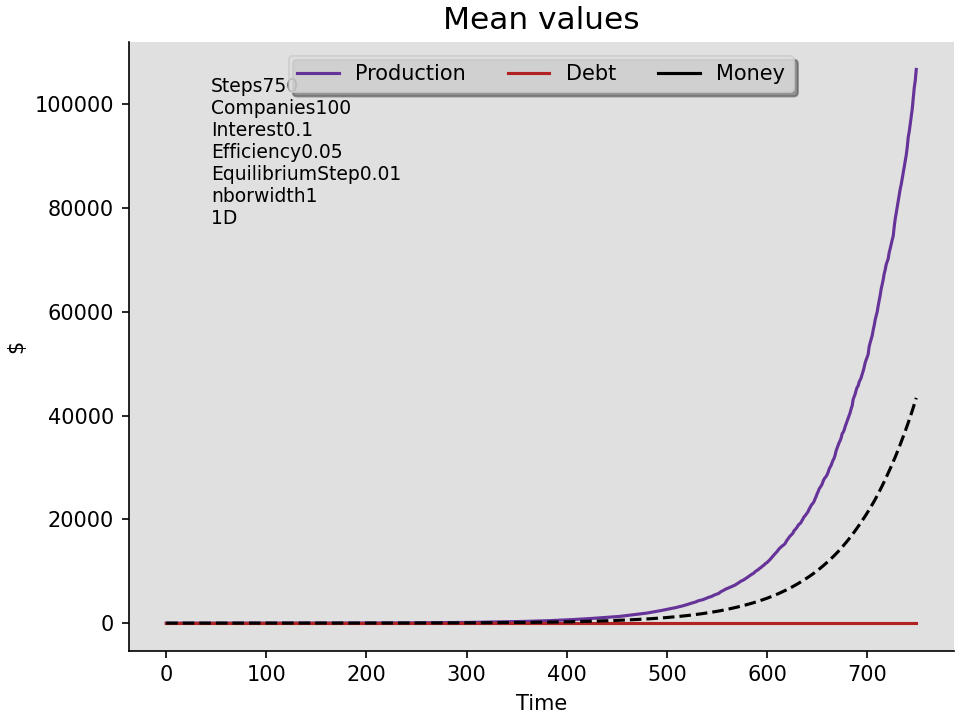 Mean values
Production Debt Money
Steps750
Companies100
Interest0.1
Efficiency0.05
EquilibriumStep0.01
nborwidth1
1D
100000
80000
60000
40000
20000
0
$
0 100 200 300 400 500 600 700
Time